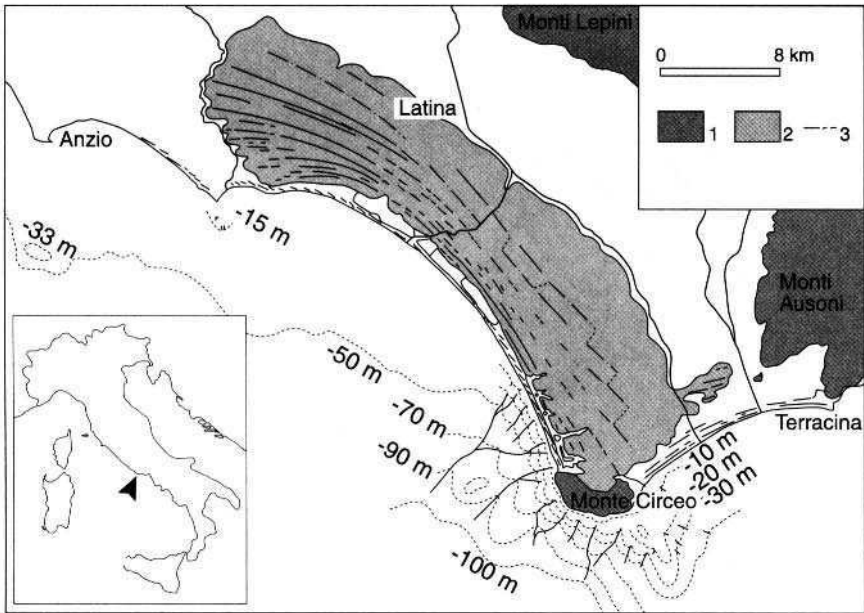 Monti Lepini
0 8 km
1 2 3
Latina
Anzio
-15 m
-33 m
Monti
Ausoni
-50 m
-70 m
-90 m
Terracina
-10 m
-20 m
-30 m
Monte Circeo
-100 m